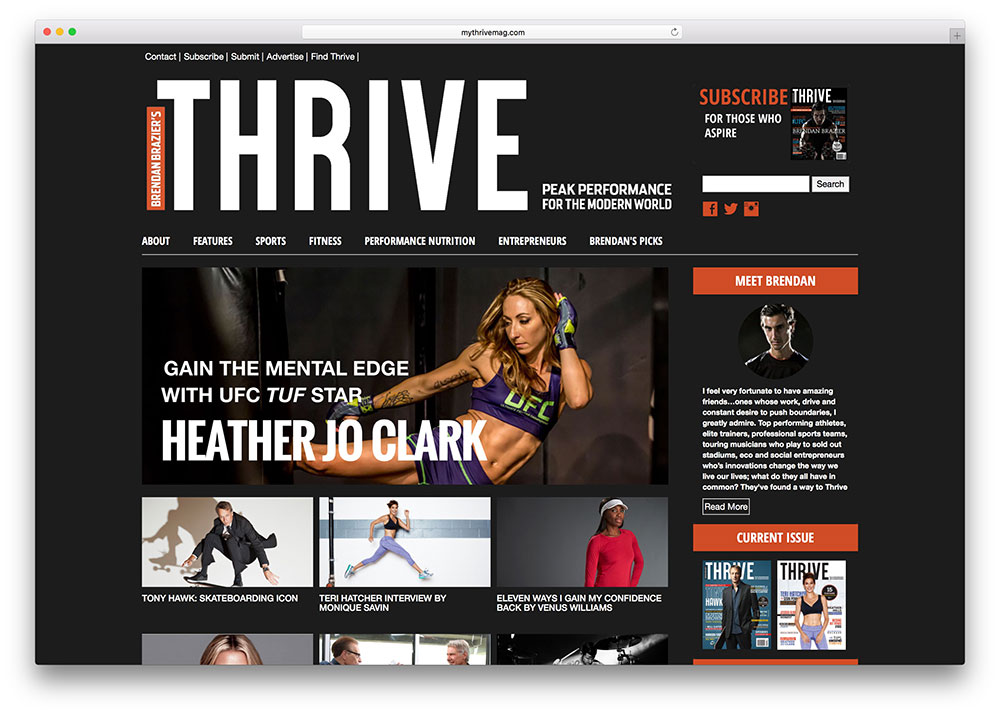 mythrivemag.com
Contact | Subscribe | Submit | Advertise | Find Thrive |
BRENDAN BRAZIER'S
THRIVE
PEAK PERFORMANCE
FOR THE MODERN WORLD
SUBSCRIBE
FOR THOSE WHO
ASPIRE
THRIVE
BRENDAN BRAZIER
Search
ABOUT FEATURES SPORTS FITNESS PERFORMANCE NUTRITION ENTREPRENEURS BRENDAN'S PICKS
GAIN THE MENTAL EDGE
WITH UFC TUF STAR
HEATHER JO CLARK
UFC
TONY HAWK: SKATEBOARDING ICON
TERI HATCHER INTERVIEW BY
MONIQUE SAVIN
ELEVEN WAYS I GAIN MY CONFIDENCE
BACK BY VENUS WILLIAMS
MEET BRENDAN
I feel very fortunate to have amazing
friends…ones whose work, drive and
constant desire to push boundaries, I
greatly admire. Top performing athletes,
elite trainers, professional sports teams,
touring musicians who play to sold out
stadiums, eco and social entrepreneurs
who's innovations change the way we
live our lives; what do they all have in
common? They've found a way to Thrive
Read More
CURRENT ISSUE
THRIVE
HAWK
THRIVE
TERI HATCHER